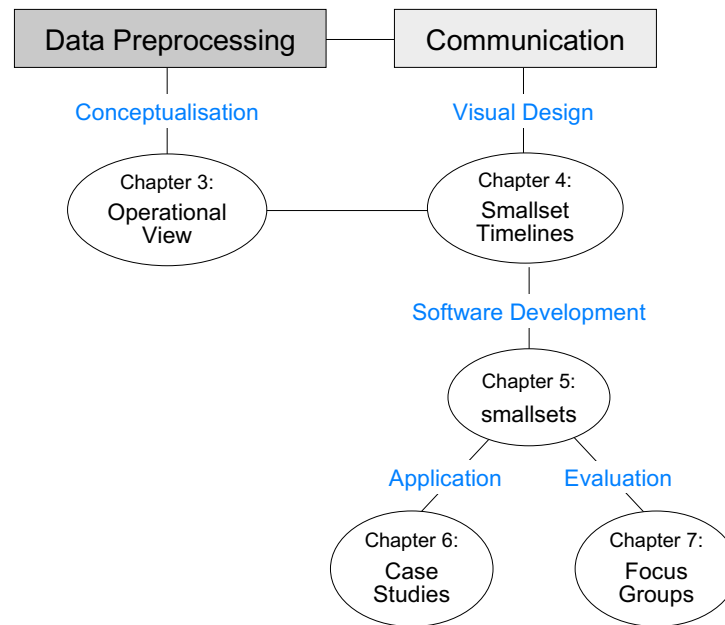 Data Preprocessing
Communication
Conceptualisation
Visual Design
Chapter 3:
Operational
View
Chapter 4:
Smallset
Timelines
Software Development
Chapter 5:
smallsets
Application
Evaluation
Chapter 6:
Case
Studies
Chapter 7:
Focus
Groups